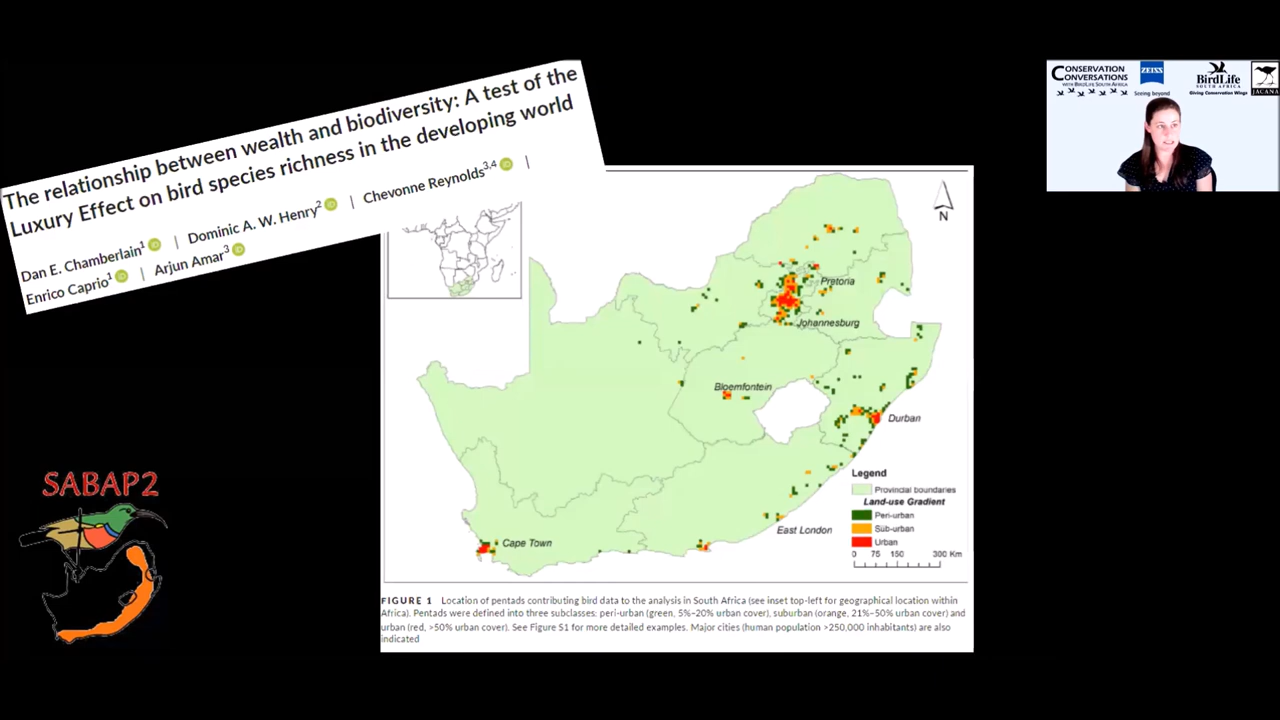 The relationship between wealth and biodiversity: A test of the
Luxury Effect on bird species richness in the developing world
Dan E. Chamberlain1 | Dominic A. W. Henry2 | Chevonne Reynolds3,4 |
Enrico Caprio1 | Arjun Amar3
CONSERVATION
CONVERSATIONS
WITH BIRDLIFE SOUTH AFRICA
ZEISS
Seeing beyond
BirdLife
SOUTH AFRICA
Giving Conservation Wings
JACANA
N
Pretoria
Johannesburg
Bloemfontein
Durban
East London
Cape Town
Legend
Provincial boundaries
Land-use Gradient
Peri-urban
Sub-urban
Urban
0 75 150 300 Km
SABAP2
FIGURE 1 Location of pentads contributing bird data to the analysis in South Africa (see inset top-left for geographical location within
Africa). Pentads were defined into three subclasses: peri-urban (green, 5%–20% urban cover), suburban (orange, 21%–50% urban cover) and
urban (red, >50% urban cover). See Figure S1 for more detailed examples. Major cities (human population >250,000 inhabitants) are also
indicated